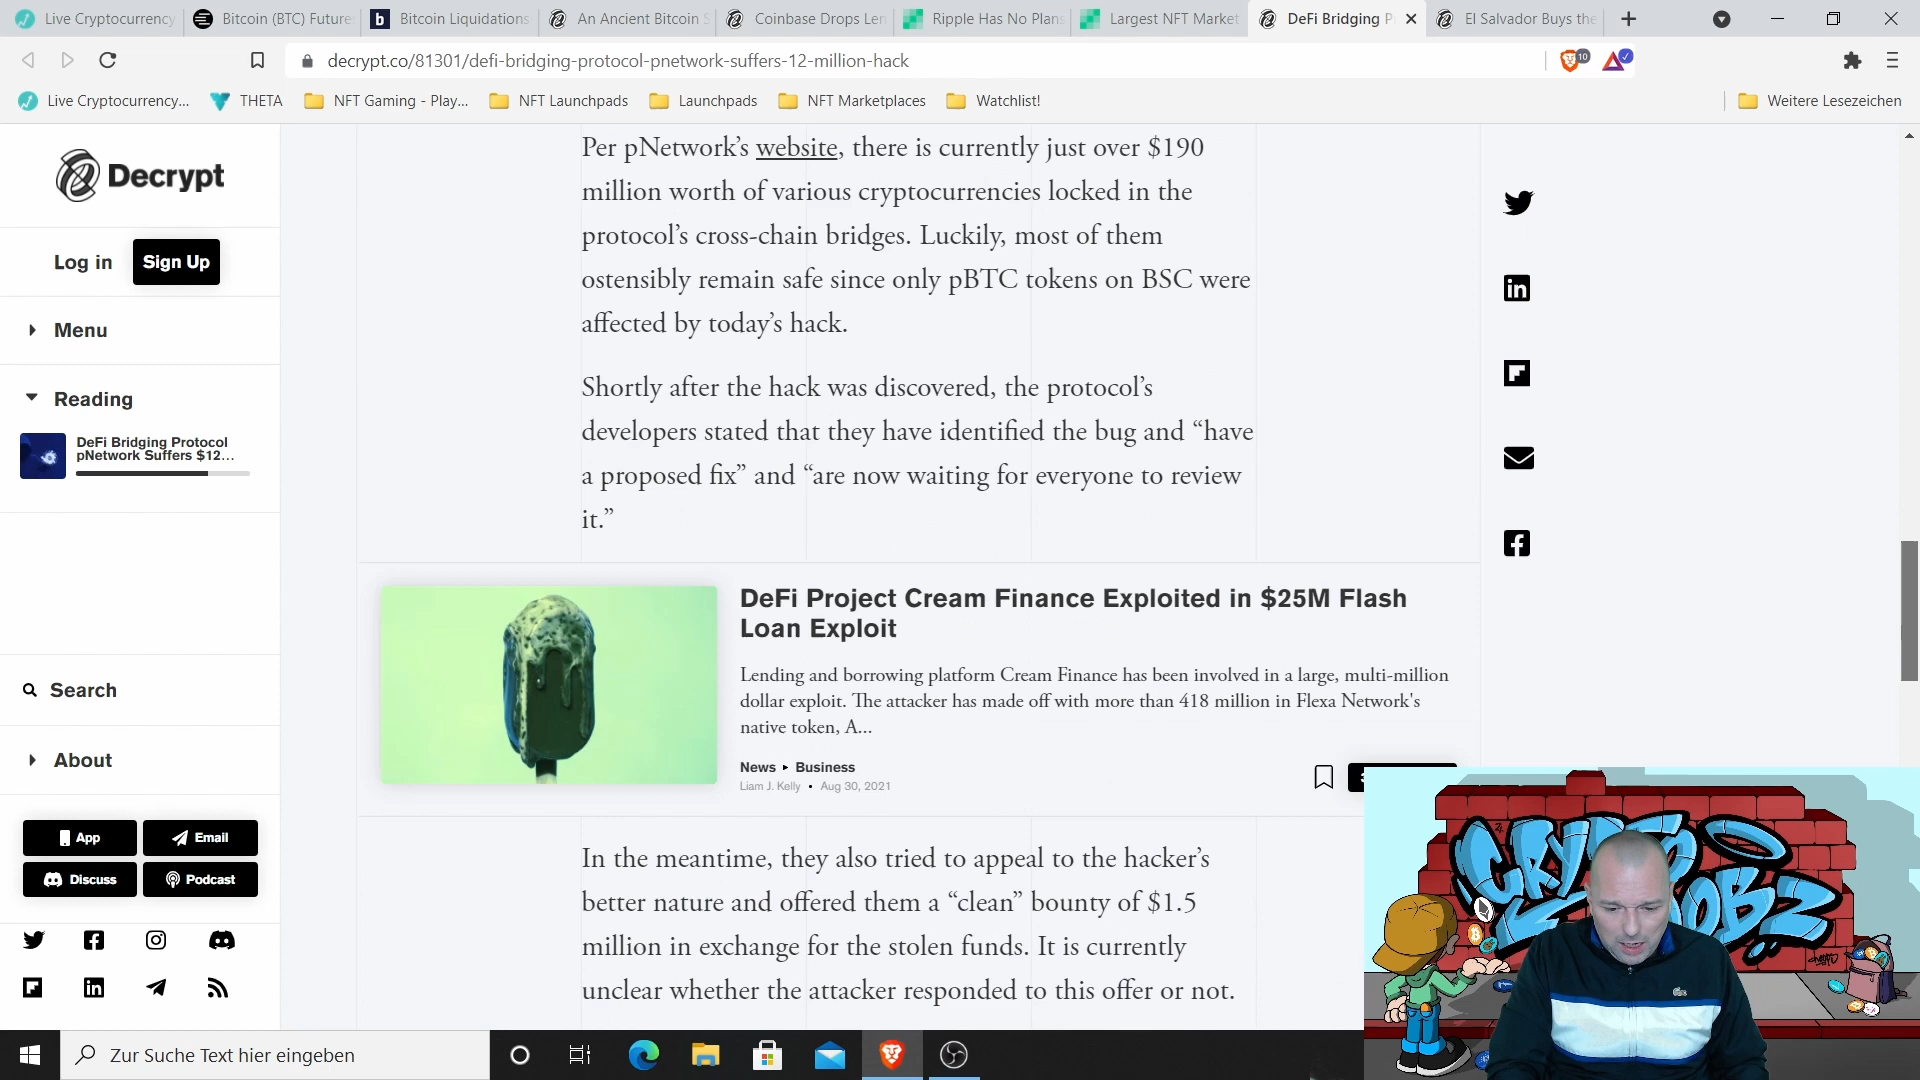 Live Cryptocurrency
Bitcoin (BTC) Future
Bitcoin Liquidations
An Ancient Bitcoin S
Coinbase Drops Len
Ripple Has No Plans
Largest NFT Market
DeFi Bridging P
El Salvador Buys the
decrypt.co/81301/defi-bridging-protocol-pnetwork-suffers-12-million-hack
10
Live Cryptocurrency...
THETA
NFT Gaming - Play...
NFT Launchpads
Launchpads
NFT Marketplaces
Watchlist!
Weitere Lesezeichen
Decrypt
Log in
Sign Up
Menu
Reading
DeFi Bridging Protocol
pNetwork Suffers $12...
Search
About
App
Email
Discuss
Podcast
Per pNetwork’s website, there is currently just over $190
million worth of various cryptocurrencies locked in the
protocol’s cross-chain bridges. Luckily, most of them
ostensibly remain safe since only pBTC tokens on BSC were
affected by today’s hack.
Shortly after the hack was discovered, the protocol’s
developers stated that they have identified the bug and “have
a proposed fix” and “are now waiting for everyone to review
it.”
DeFi Project Cream Finance Exploited in $25M Flash
Loan Exploit
Lending and borrowing platform Cream Finance has been involved in a large, multi-million
dollar exploit. The attacker has made off with more than 418 million in Flexa Network's
native token, A...
News ▸ Business
Liam J. Kelly • Aug 30, 2021
In the meantime, they also tried to appeal to the hacker’s
better nature and offered them a “clean” bounty of $1.5
million in exchange for the stolen funds. It is currently
unclear whether the attacker responded to this offer or not.
Zur Suche Text hier eingeben